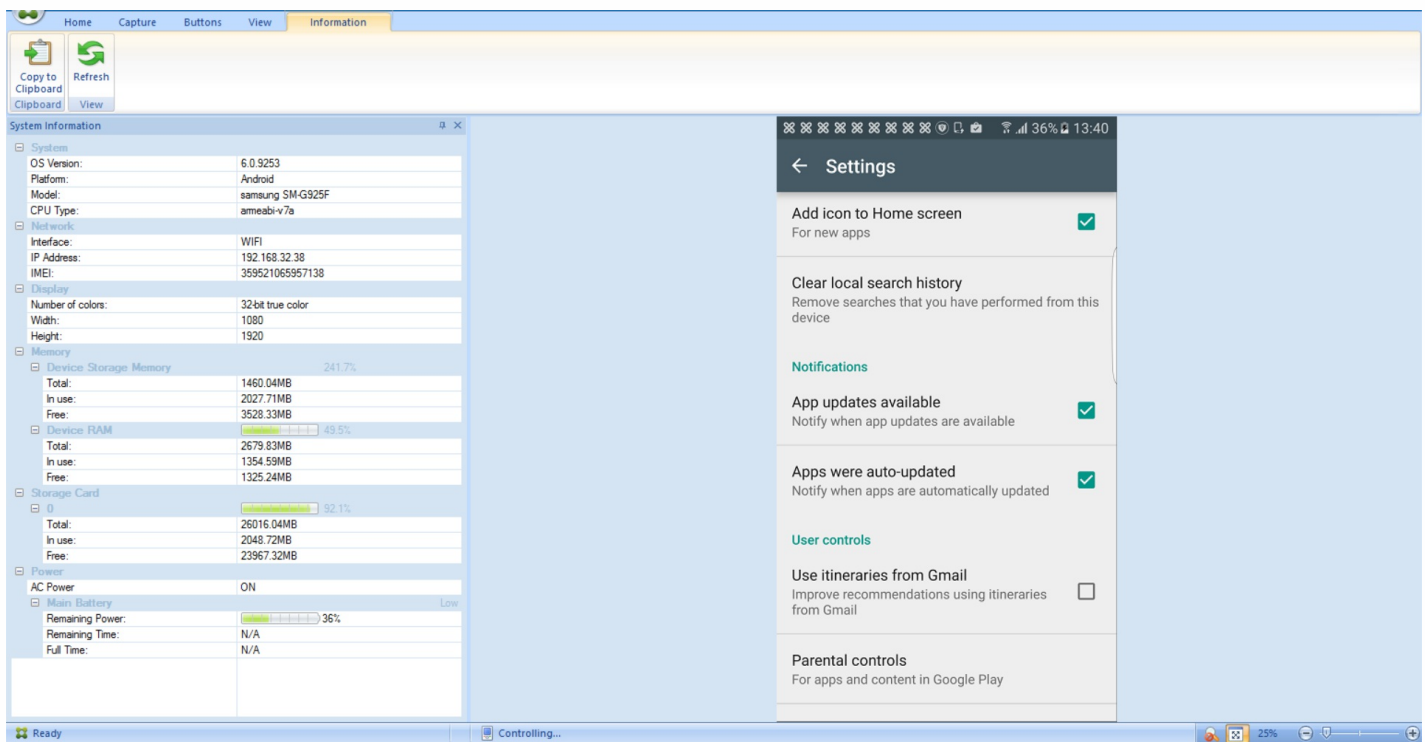 Home Capture Buttons View Information
Copy to Clipboard
Refresh
Clipboard View
System Information
System
OS Version: 6.0.9253
Platform: Android
Model: samsung SM-G925F
CPU Type: armeabi-v7a
Network
Interface: WIFI
IP Address: 192.168.32.38
IMEI: 359521065957138
Display
Number of colors: 32-bit true color
Width: 1080
Height: 1920
Memory
Device Storage Memory 241.7%
Total: 1460.04MB
In use: 2027.71MB
Free: 3528.33MB
Device RAM 49.5%
Total: 2679.83MB
In use: 1354.59MB
Free: 1325.24MB
Storage Card
0 92.1%
Total: 26016.04MB
In use: 2048.72MB
Free: 23967.32MB
Power
AC Power ON
Main Battery Low
Remaining Power: 36%
Remaining Time: N/A
Full Time: N/A
36% 13:40
Settings
Add icon to Home screen
For new apps
Clear local search history
Remove searches that you have performed from this
device
Notifications
App updates available
Notify when app updates are available
Apps were auto-updated
Notify when apps are automatically updated
User controls
Use itineraries from Gmail
Improve recommendations using itineraries
from Gmail
Parental controls
For apps and content in Google Play
Ready
Controlling...
25%